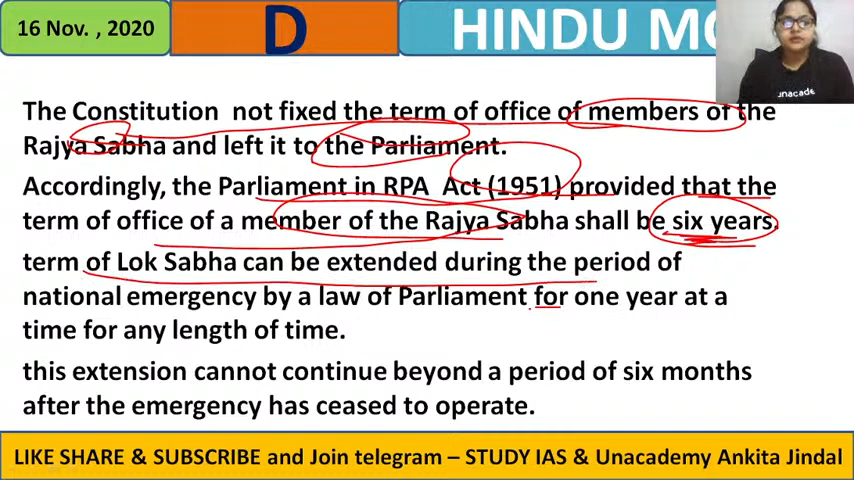 16 Nov. , 2020
D
HINDU MO
unacade
The Constitution not fixed the term of office of members of the
Rajya Sabha and left it to the Parliament.
Accordingly, the Parliament in RPA Act (1951) provided that the
term of office of a member of the Rajya Sabha shall be six years.
term of Lok Sabha can be extended during the period of
national emergency by a law of Parliament for one year at a
time for any length of time.
this extension cannot continue beyond a period of six months
after the emergency has ceased to operate.
LIKE SHARE & SUBSCRIBE and Join telegram – STUDY IAS & Unacademy Ankita Jindal